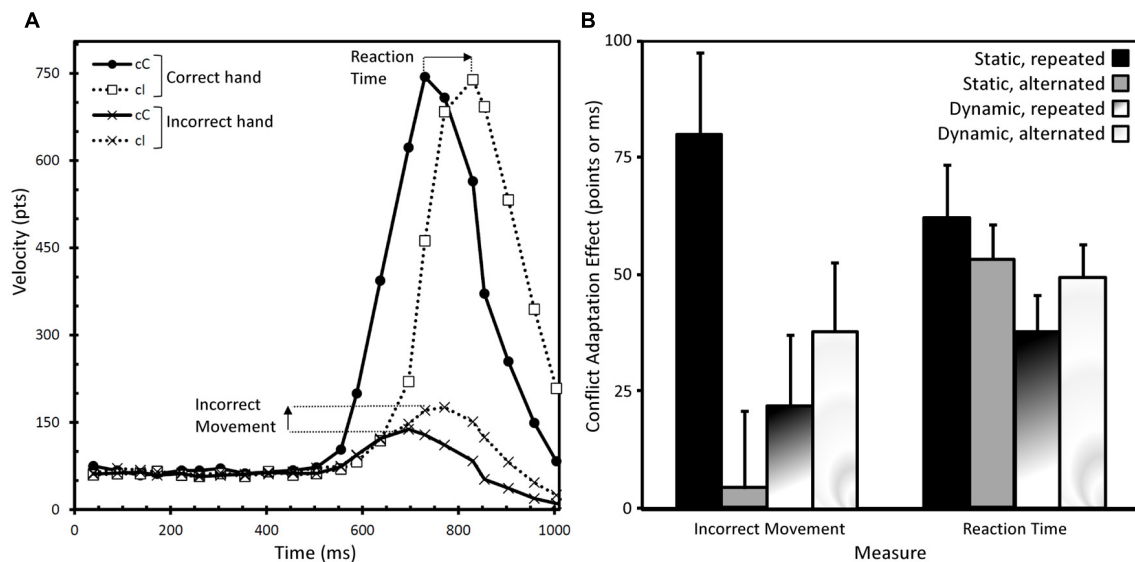 A
Velocity (pts)
750
600
450
300
150
0
cC
cI
Correct hand
cC
cI
Incorrect hand
Reaction
Time
Incorrect
Movement
0
200
400
600
800
1000
Time (ms)
B
Conflict Adaptation Effect (points or ms)
100
75
50
25
0
Static, repeated
Static, alternated
Dynamic, repeated
Dynamic, alternated
Incorrect Movement
Reaction Time
Measure